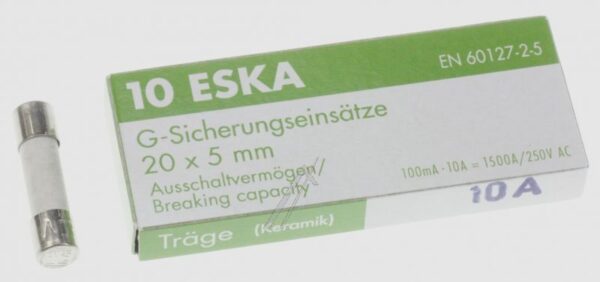 10 ESKA
EN 60127-2-5
G-Sicherungseinsätze
20 x 5 mm
Ausschaltvermögen
Breaking capacity
100mA - 10A = 1500A/250V AC
Träge (Keramik)
10A